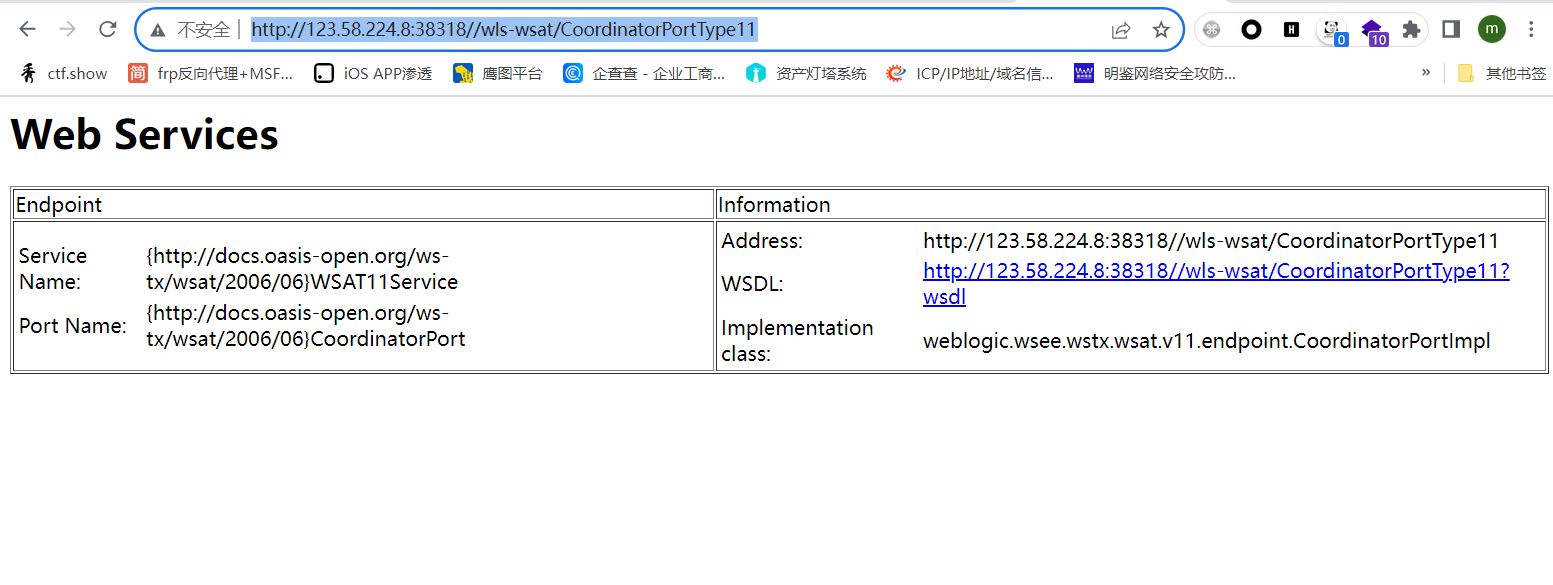 不安全 | http://123.58.224.8:38318//wls-wsat/CoordinatorPortType11
m
0
10
ctf.show
frp反向代理+MSF...
iOS APP渗透
鹰图平台
企查查 - 企业工商...
资产灯塔系统
ICP/IP地址/域名信...
明鉴网络安全攻防...
»
其他书签
简
H
Web Services
Endpoint
Information
Service
Name:
{http://docs.oasis-open.org/ws-
tx/wsat/2006/06}WSAT11Service
Port Name:
{http://docs.oasis-open.org/ws-
tx/wsat/2006/06}CoordinatorPort
Address:
http://123.58.224.8:38318//wls-wsat/CoordinatorPortType11
WSDL:
http://123.58.224.8:38318//wls-wsat/CoordinatorPortType11?
wsdl
Implementation
class:
weblogic.wsee.wstx.wsat.v11.endpoint.CoordinatorPortImpl